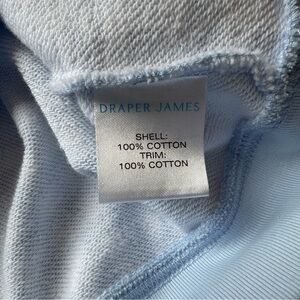 DRAPER JAMES
SHELL:
100% COTTON
TRIM:
100% COTTON